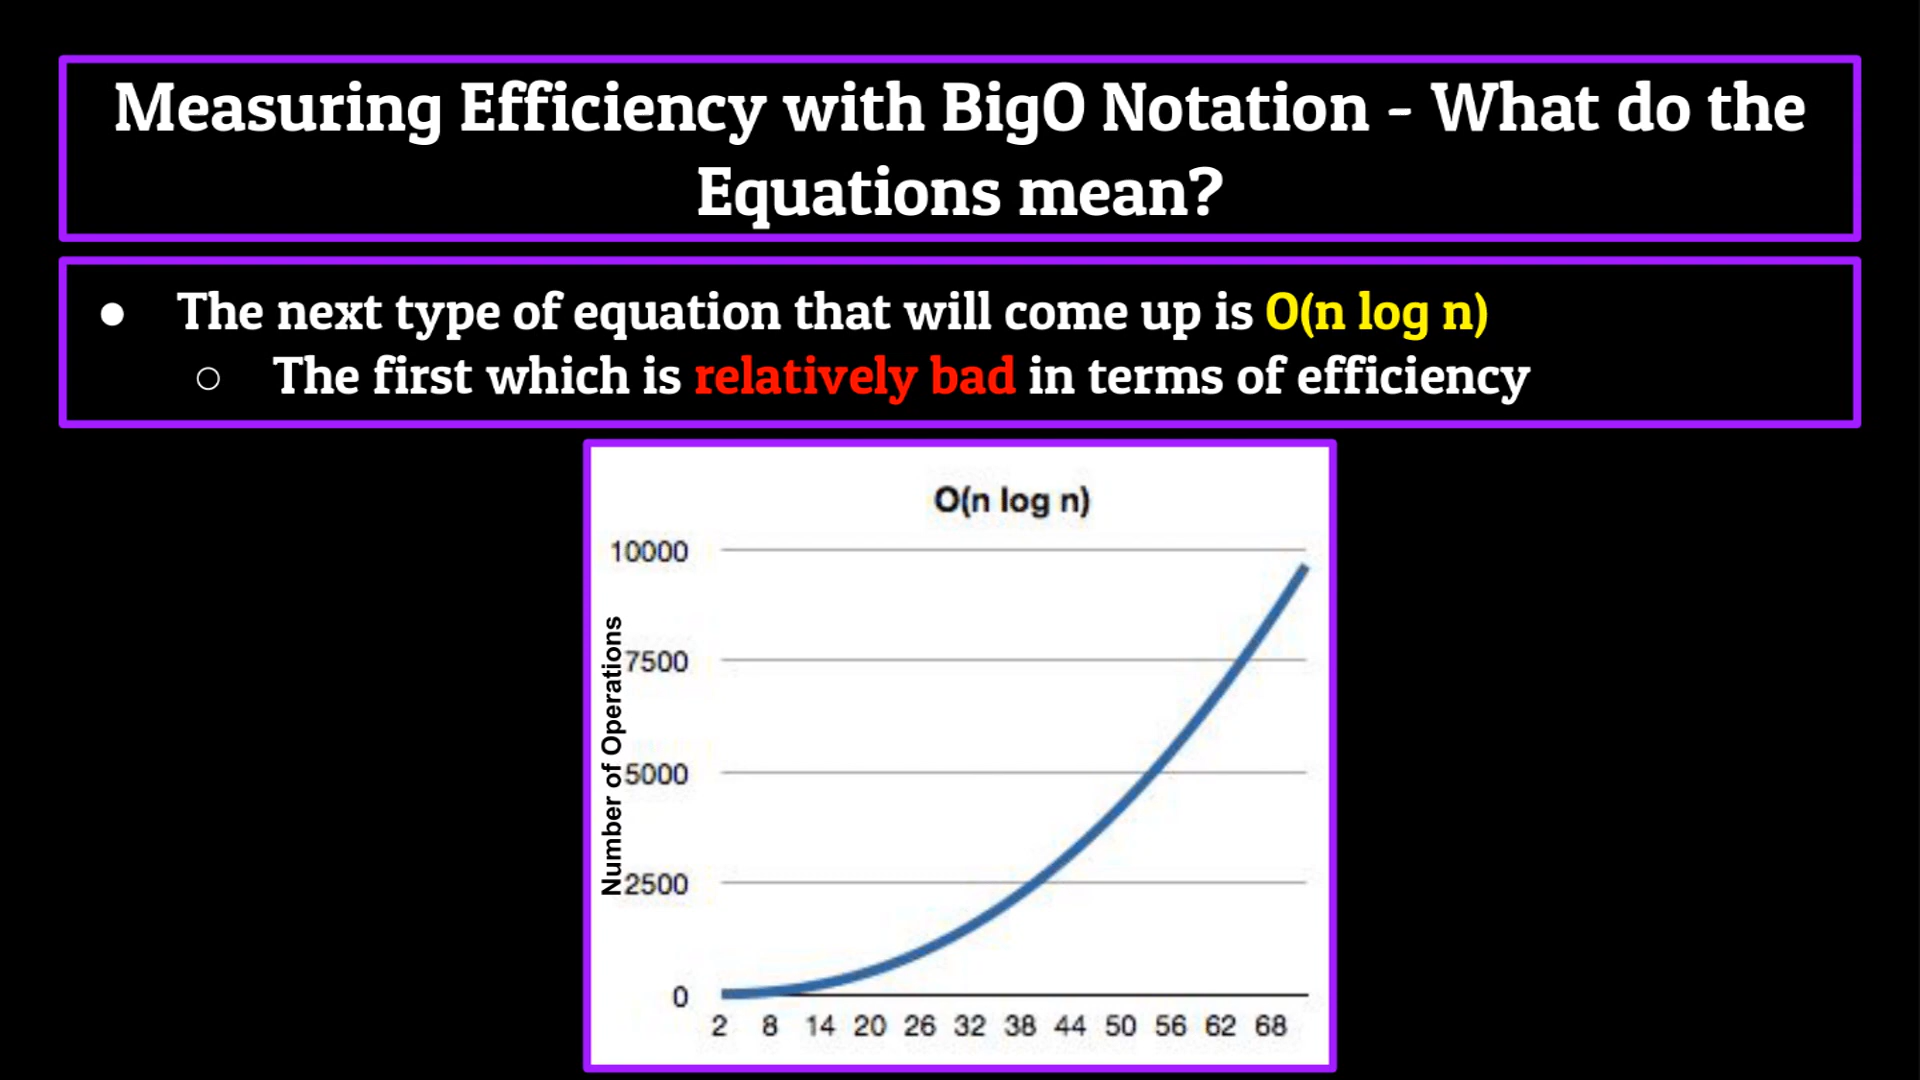 Measuring Efficiency with BigO Notation - What do the
Equations mean?
● The next type of equation that will come up is O(n log n)
○ The first which is relatively bad in terms of efficiency
O(n log n)
10000
7500
5000
2500
0
Number of Operations
2 8 14 20 26 32 38 44 50 56 62 68